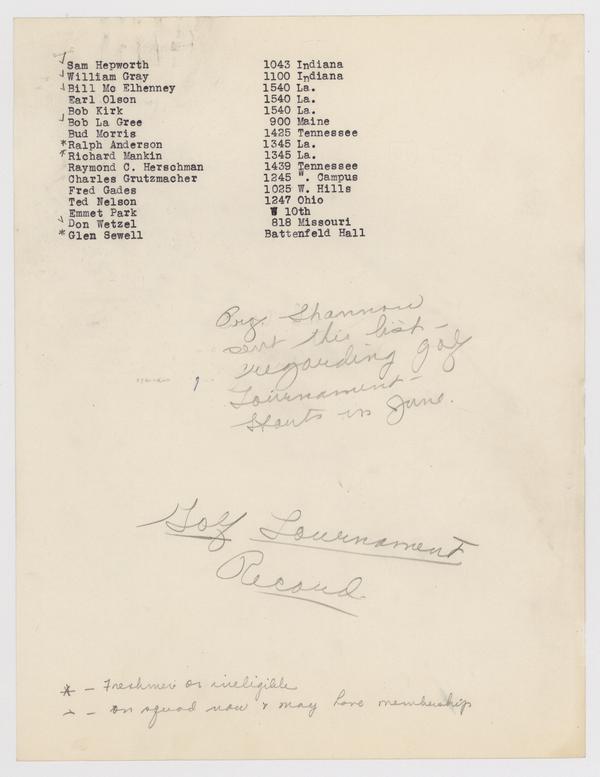 ✓ Sam Hepworth 1043 Indiana
✓ William Gray 1100 Indiana
✓ Bill Mc Elhenney 1540 La.
Earl Olson 1540 La.
Bob Kirk 1540 La.
✓ Bob La Gree 900 Maine
Bud Morris 1425 Tennessee
* Ralph Anderson 1345 La.
* Richard Mankin 1345 La.
Raymond C. Herschman 1439 Tennessee
Charles Grutzmacher 1245 W. Campus
Fred Gades 1025 W. Hills
Ted Nelson 1247 Ohio
Emmet Park W 10th
✓ Don Wetzel 818 Missouri
* Glen Sewell Battenfeld Hall
Shannon
sent this list -
regarding golf
Tournament -
Starts in June.
Golf Tournament
Record
* - Freshmen or ineligible
✓ - on squad now & may have membership